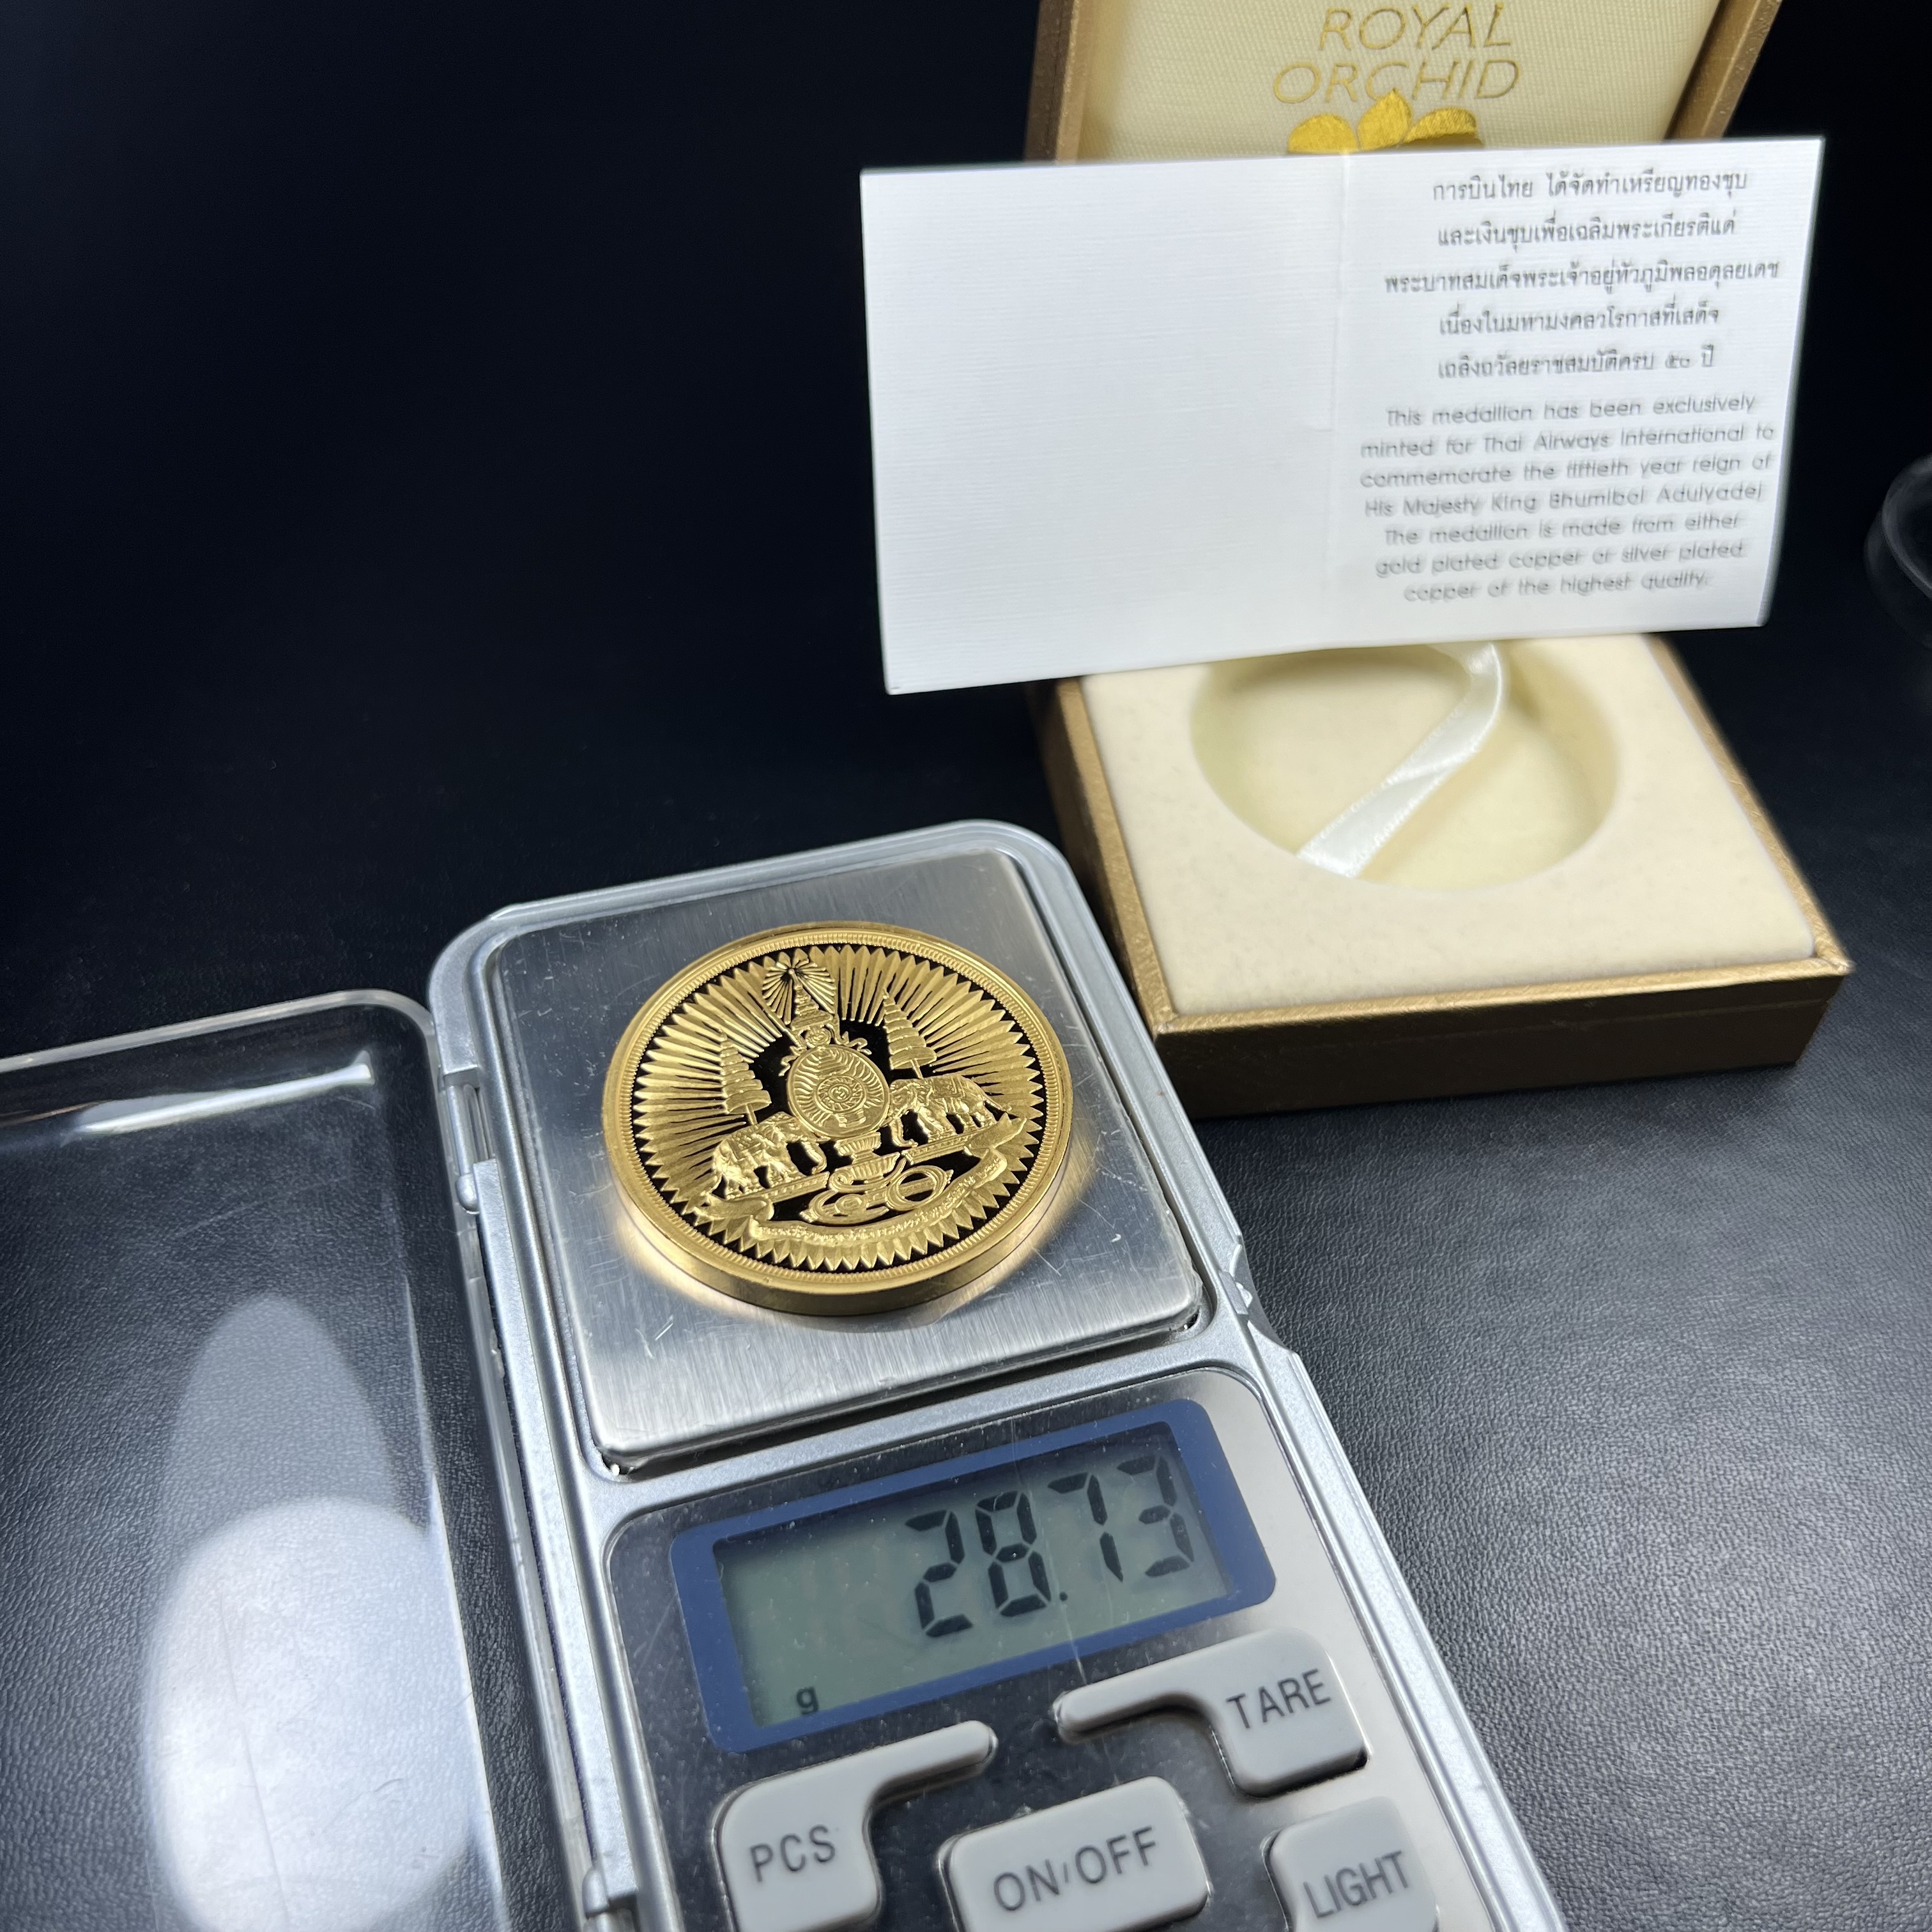 ROYAL
ORCHID
การบินไทย ได้จัดทำเหรียญทองชุบ
และเงินชุบเพื่อเฉลิมพระเกียรติแด่
พระบาทสมเด็จพระเจ้าอยู่หัวภูมิพลอดุลยเดช
เนื่องในมหามงคลวโรกาสที่เสด็จ
เถลิงถวัลยราชสมบัติครบ ๕๐ ปี
This medallion has been exclusively
minted for Thai Airways International to
commemorate the fiftieth year reign of
His Majesty King Bhumibol Adulyadej
The medallion is made from either
gold plated copper or silver plated
copper of the highest quality.
๕๐
28.73
g
TARE
PCS
ON/OFF
LIGHT